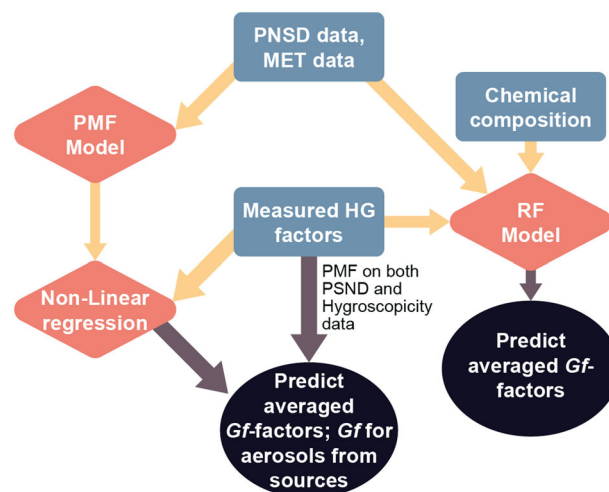 PNSD data,
MET data
Chemical
composition
PMF
Model
Measured HG
factors
RF
Model
PMF on both
PSND and
Hygroscopicity
data
Non-Linear
regression
Predict
averaged Gf-
factors
Predict
averaged
Gf-factors; Gf for
aerosols from
sources